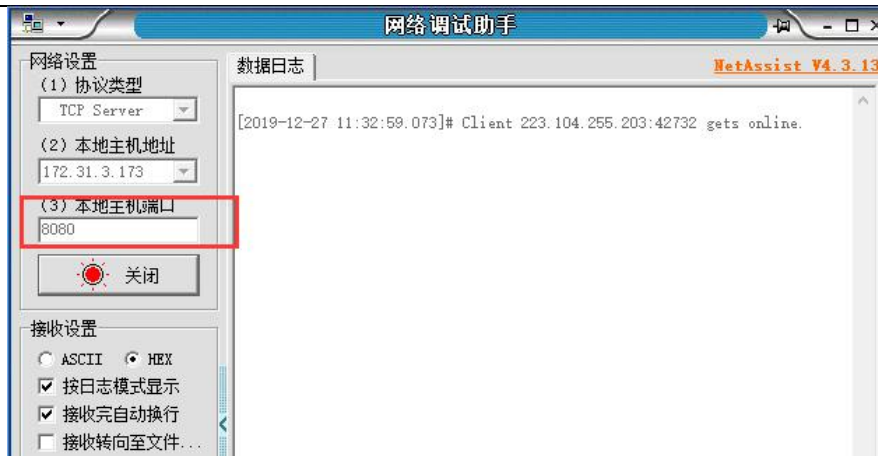 网络调试助手
网络设置
(1) 协议类型
TCP Server
(2) 本地主机地址
172.31.3.173
(3) 本地主机端口
8080
关闭
接收设置
ASCII HEX
按日志模式显示
接收完自动换行
接收转向至文件...
数据日志
NetAssist V4.3.13
[2019-12-27 11:32:59.073]# Client 223.104.255.203:42732 gets online.